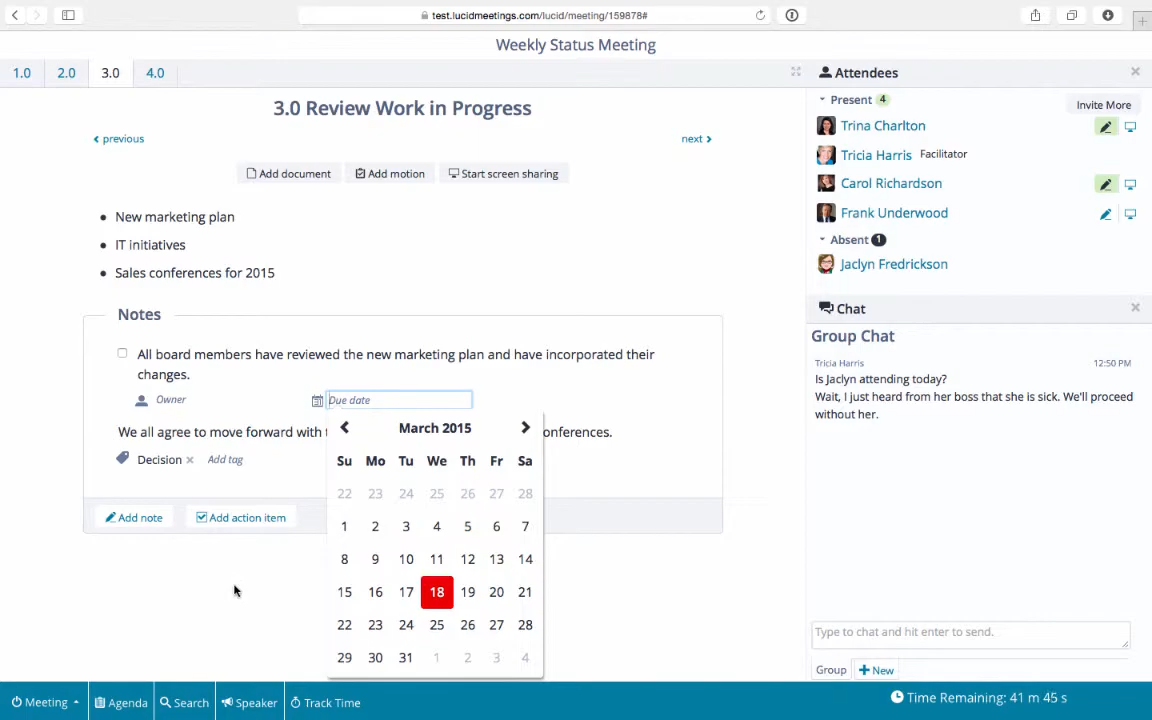 test.lucidmeetings.com/lucid/meeting/159878#
Weekly Status Meeting
1.0 2.0 3.0 4.0
3.0 Review Work in Progress
previous next
Add document Add motion Start screen sharing
New marketing plan
IT initiatives
Sales conferences for 2015
Notes
All board members have reviewed the new marketing plan and have incorporated their
changes.
Owner Due date
We all agree to move forward with onferences.
Decision × Add tag
Add note Add action item
March 2015
Su Mo Tu We Th Fr Sa
22 23 24 25 26 27 28
1 2 3 4 5 6 7
8 9 10 11 12 13 14
15 16 17 18 19 20 21
22 23 24 25 26 27 28
29 30 31 1 2 3 4
Attendees
Present 4
Invite More
Trina Charlton
Tricia Harris Facilitator
Carol Richardson
Frank Underwood
Absent 1
Jaclyn Fredrickson
Chat
Group Chat
Tricia Harris 12:50 PM
Is Jaclyn attending today?
Wait, I just heard from her boss that she is sick. We'll proceed
without her.
Type to chat and hit enter to send.
Group New
Meeting Agenda Search Speaker Track Time
Time Remaining: 41 m 45 s